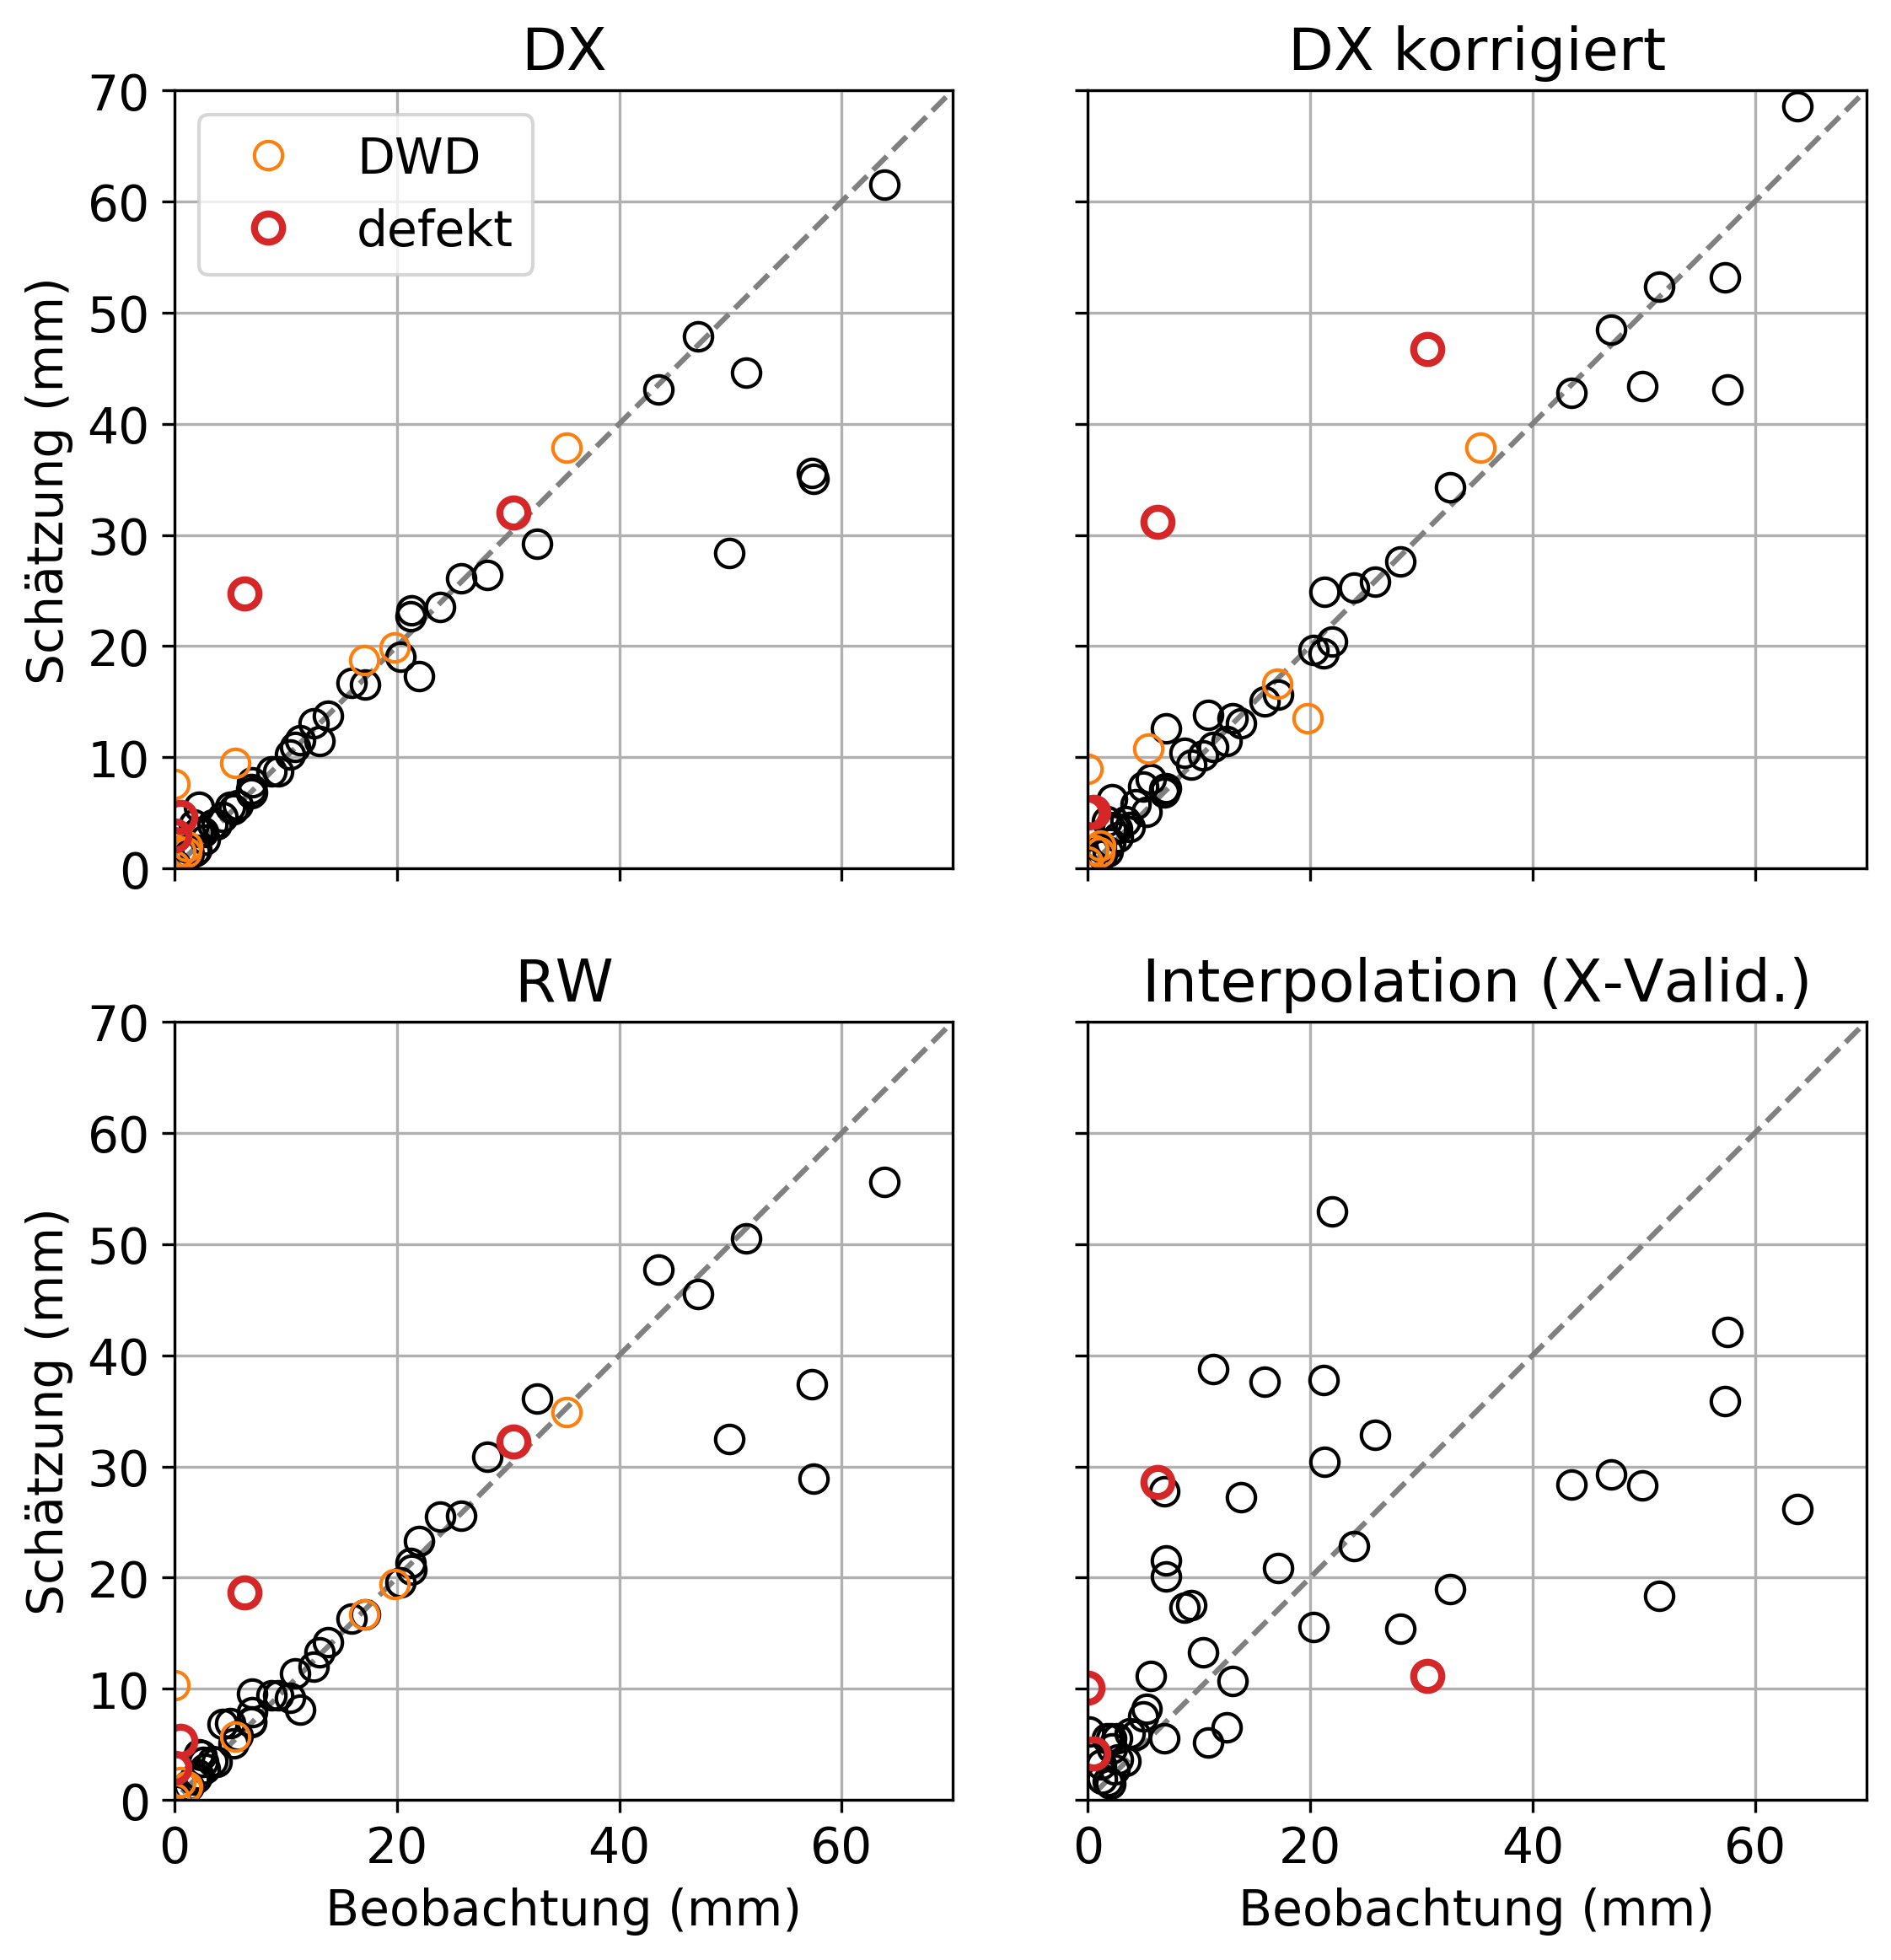 DX
DX korrigiert
70
60
50
40
30
20
10
0
Schätzung (mm)
DWD
defekt
RW
Interpolation (X-Valid.)
70
60
50
40
30
20
10
0
Schätzung (mm)
0 20 40 60
0 20 40 60
Beobachtung (mm)
Beobachtung (mm)